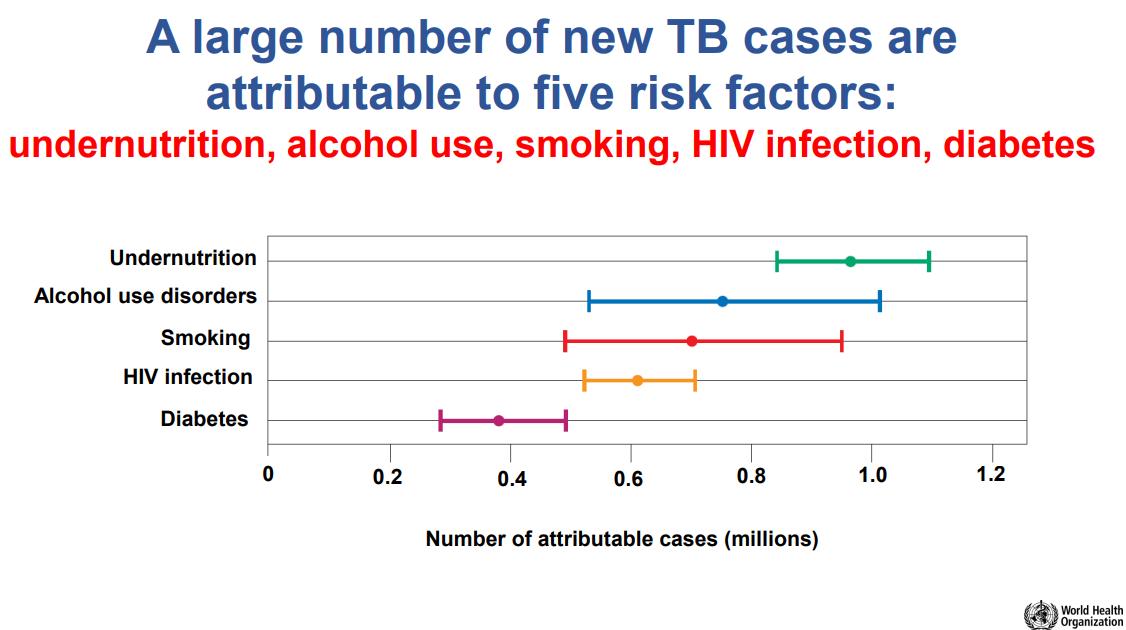 A large number of new TB cases are
attributable to five risk factors:
undernutrition, alcohol use, smoking, HIV infection, diabetes
Undernutrition
Alcohol use disorders
Smoking
HIV infection
Diabetes
0 0.2 0.4 0.6 0.8 1.0 1.2
Number of attributable cases (millions)
World Health
Organization